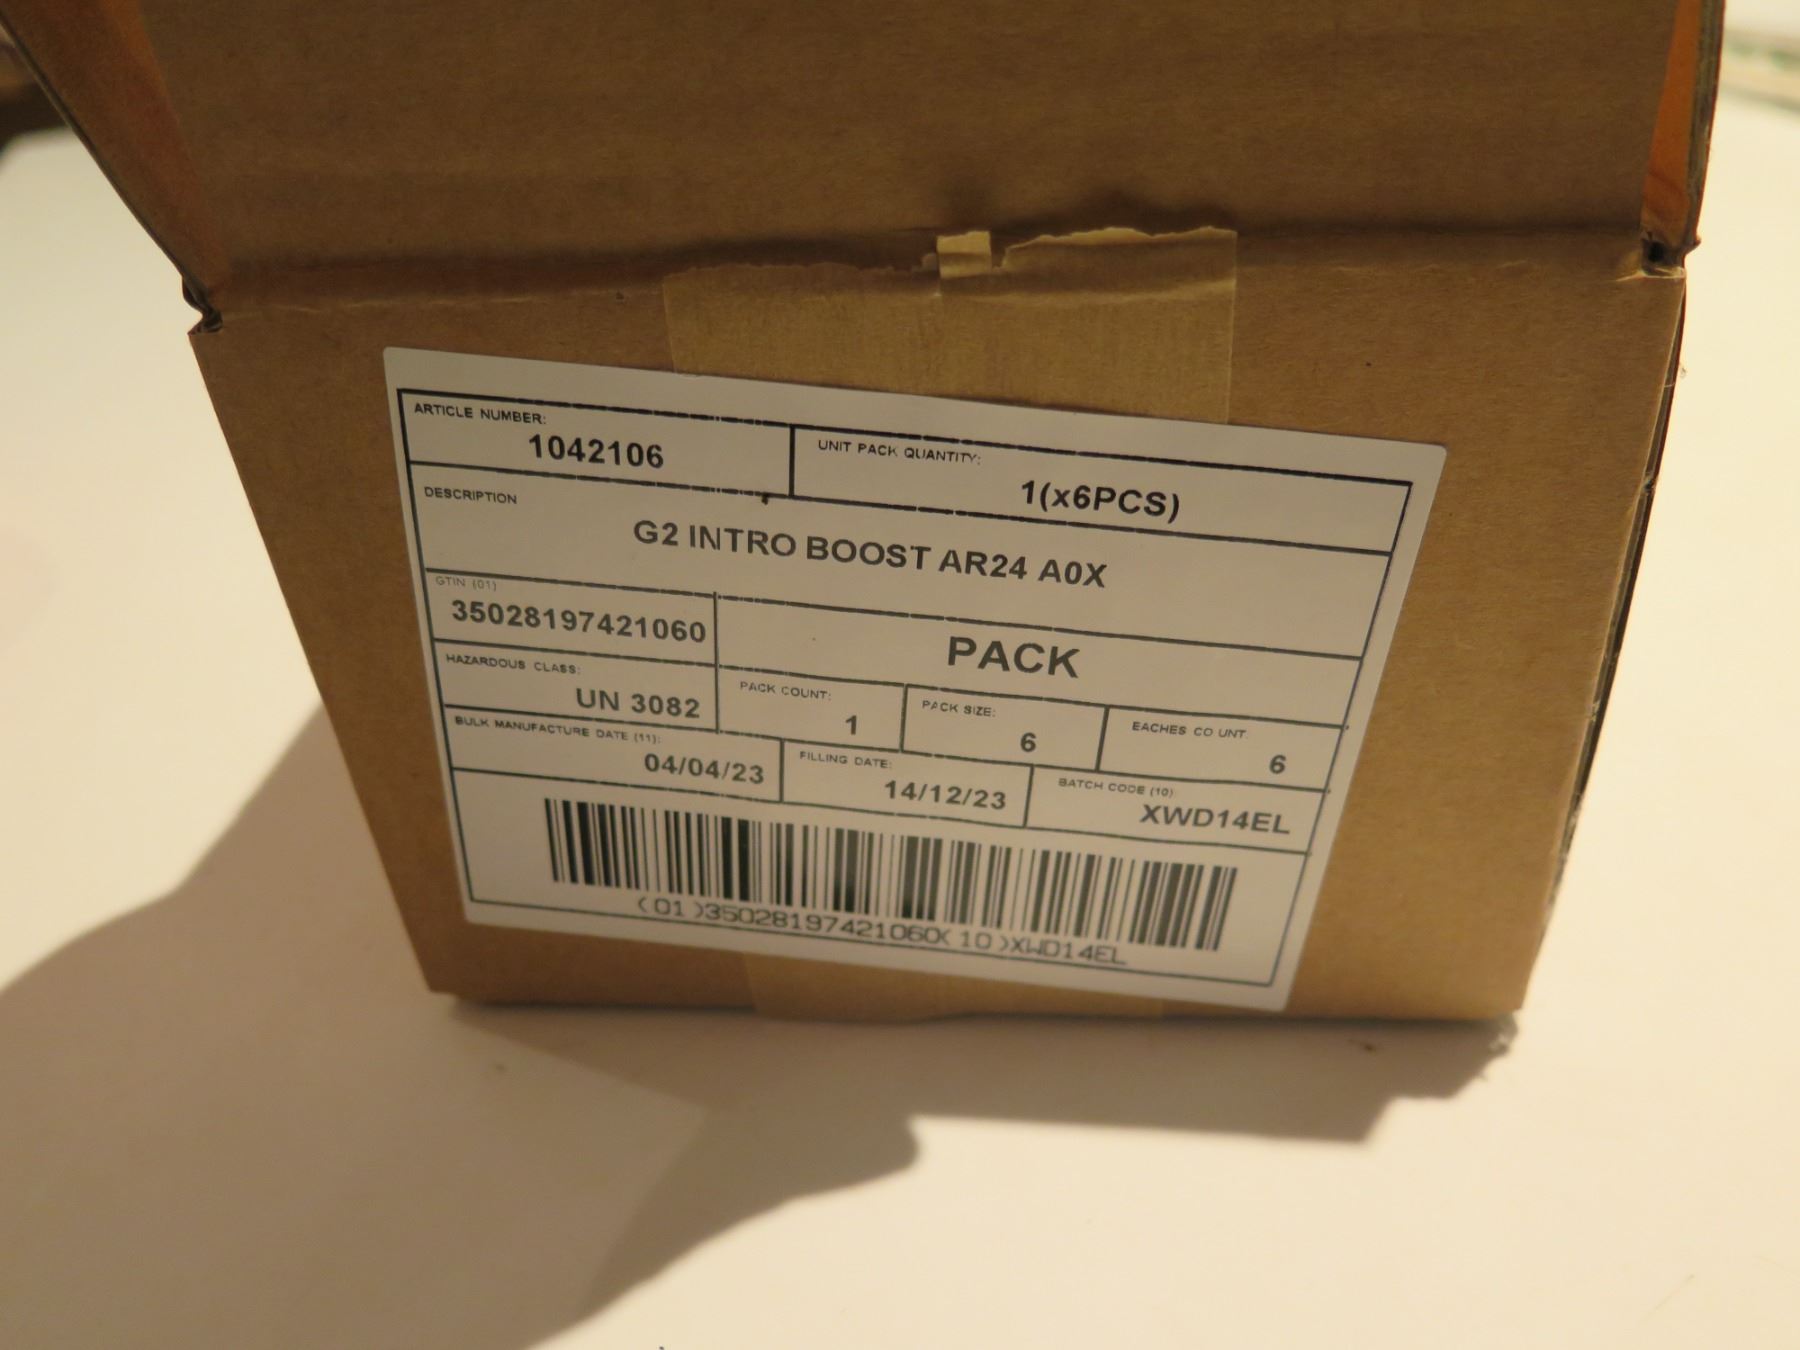 ARTICLE NUMBER:
1042106
UNIT PACK QUANTITY:
1(x6PCS)
DESCRIPTION
G2 INTRO BOOST AR24 A0X
GTIN (01)
35028197421060
PACK
HAZARDOUS CLASS:
UN 3082
PACK COUNT:
1
PACK SIZE:
6
EACHES CO UNT:
6
BULK MANUFACTURE DATE (11):
04/04/23
FILLING DATE:
14/12/23
BATCH CODE (10)
XWD14EL
(01)35028197421060(10)XWD14EL